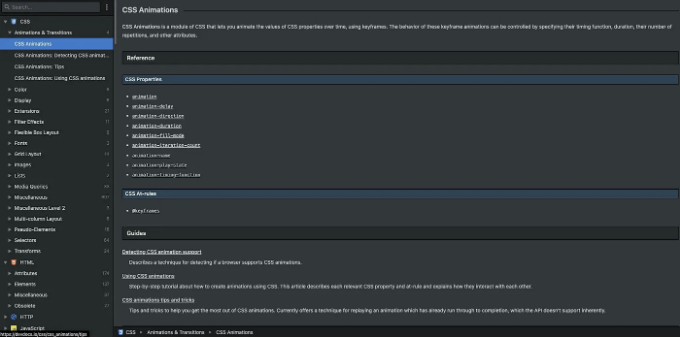 Search...
CSS
Animations & Transitions 4
CSS Animations
CSS Animations: Detecting CSS animat...
CSS Animations: Tips
CSS Animations: Using CSS animations
Color
Display
Extensions 21
Filter Effects 11
Flexible Box Layout
Fonts
Grid Layout
Images
Lists
Media Queries
Miscellaneous
Miscellaneous Level 2
Multi-column Layout
Pseudo-Elements
Selectors 64
Transforms 24
HTML
Attributes
Elements
Miscellaneous
Obsolete
HTTP
JavaScript
https://devdocs.io/css/css_animations/tips
CSS Animations
CSS Animations is a module of CSS that lets you animate the values of CSS properties over time, using keyframes. The behavior of these keyframe animations can be controlled by specifying their timing function, duration, their number of
repetitions, and other attributes.
Reference
CSS Properties
animation
animation-delay
animation-direction
animation-duration
animation-fill-mode
animation-iteration-count
animation-name
animation-play-state
animation-timing-function
CSS At-rules
@keyframes
Guides
Detecting CSS animation support
Describes a technique for detecting if a browser supports CSS animations.
Using CSS animations
Step-by-step tutorial about how to create animations using CSS. This article describes each relevant CSS property and at-rule and explains how they interact with each other.
CSS animations tips and tricks
Tips and tricks to help you get the most out of CSS animations. Currently offers a technique for replaying an animation which has already run through to completion, which the API doesn't support inherently.
CSS Animations & Transitions CSS Animations